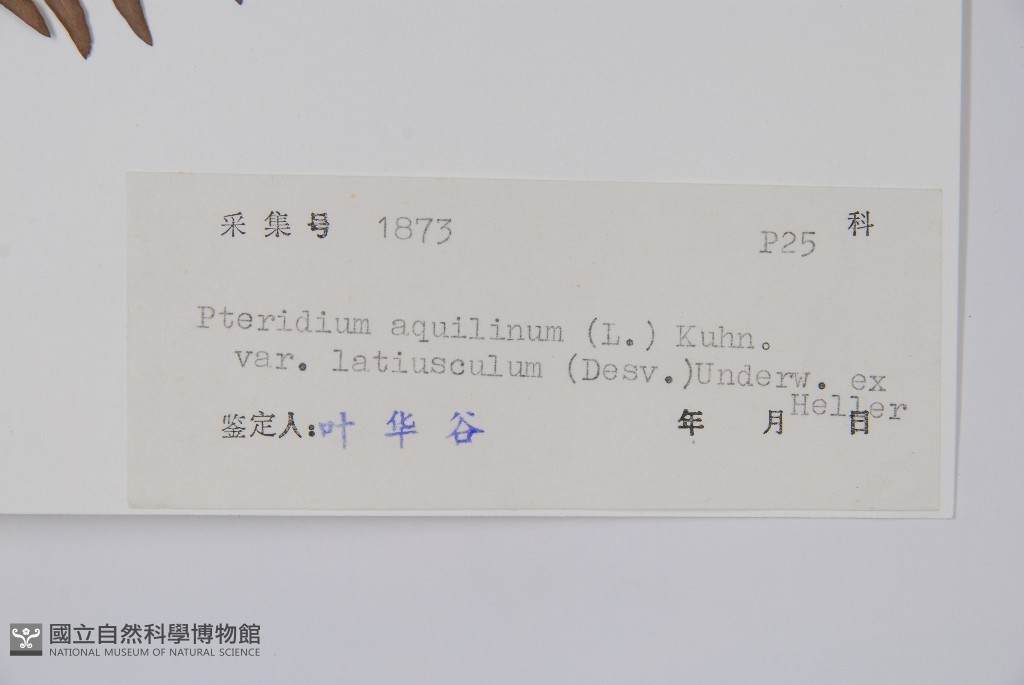 采集号 1873 P25 科
Pteridium aquilinum (L.) Kuhn.
var. latiusculum (Desv.)Underw. ex
Heller
鉴定人:叶华谷 年 月 日
國立自然科學博物館
NATIONAL MUSEUM OF NATURAL SCIENCE